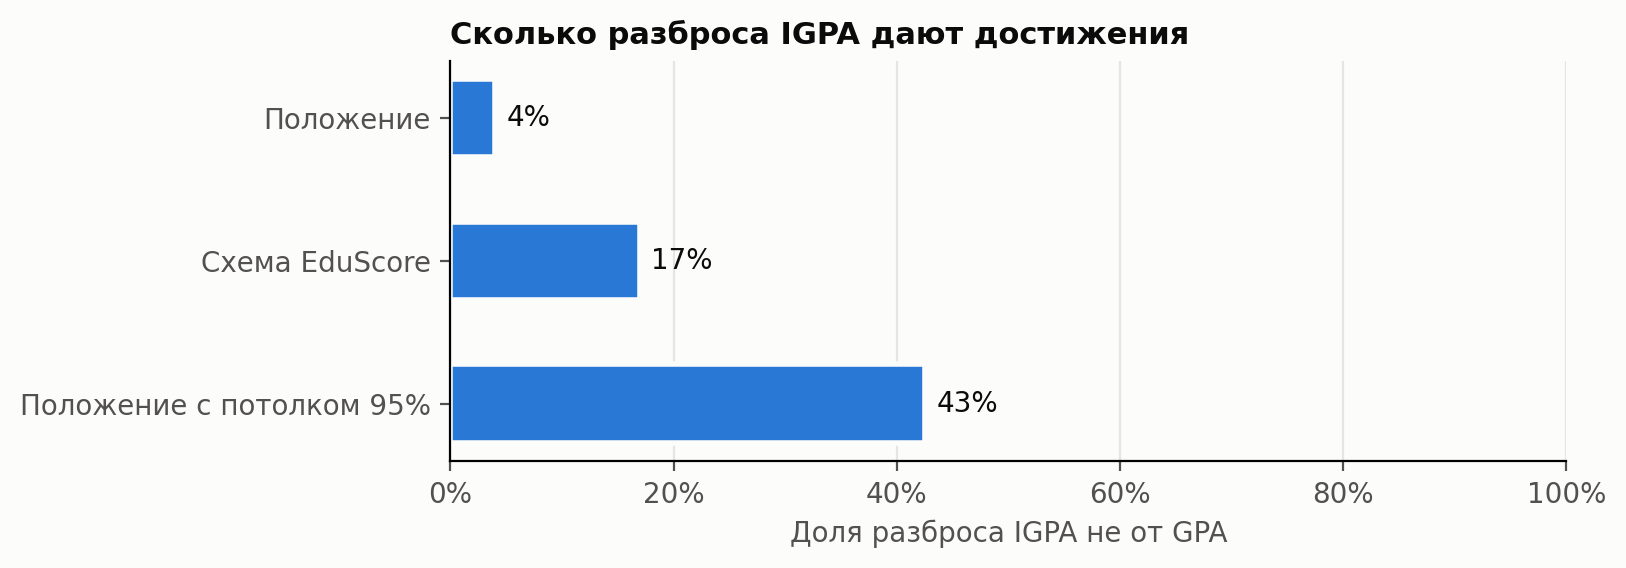 Сколько разброса IGPA дают достижения
Положение
4%
Схема EduScore
17%
Положение с потолком 95%
43%
0% 20% 40% 60% 80% 100%
Доля разброса IGPA не от GPA